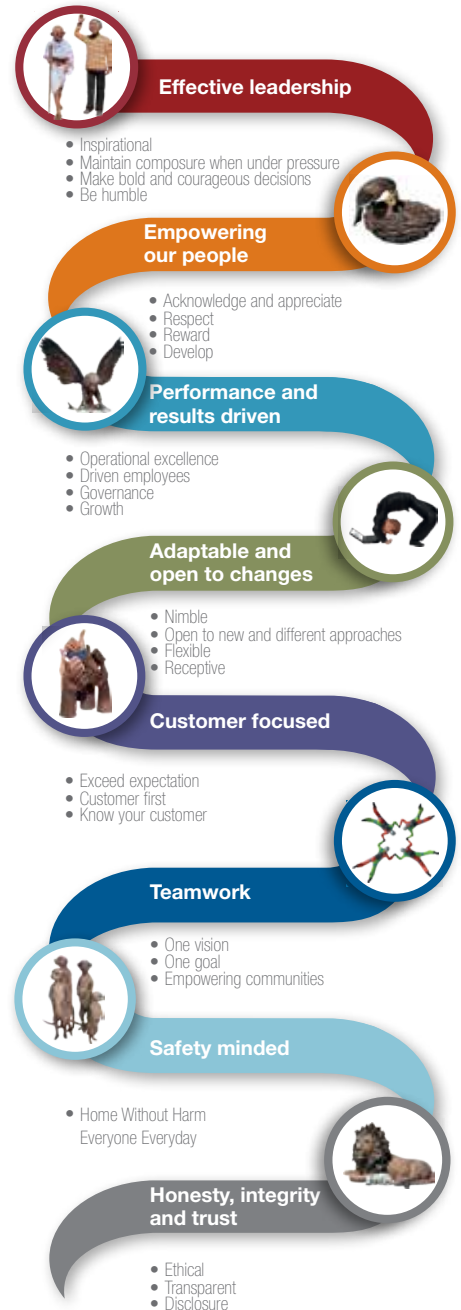 Effective leadership
• Inspirational
• Maintain composure when under pressure
• Make bold and courageous decisions
• Be humble
Empowering
our people
• Acknowledge and appreciate
• Respect
• Reward
• Develop
Performance and
results driven
• Operational excellence
• Driven employees
• Governance
• Growth
Adaptable and
open to changes
• Nimble
• Open to new and different approaches
• Flexible
• Receptive
Customer focused
• Exceed expectation
• Customer first
• Know your customer
Teamwork
• One vision
• One goal
• Empowering communities
Safety minded
• Home Without Harm
Everyone Everyday
Honesty, integrity
and trust
• Ethical
• Transparent
• Disclosure